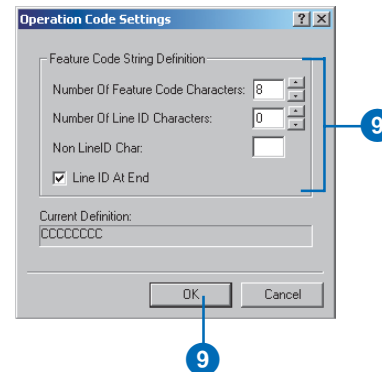 Operation Code Settings
Feature Code String Definition
Number Of Feature Code Characters: 8
Number Of Line ID Characters: 0
9
Non LineID Char:
Line ID At End
Current Definition:
CCCCCCCC
OK Cancel
9